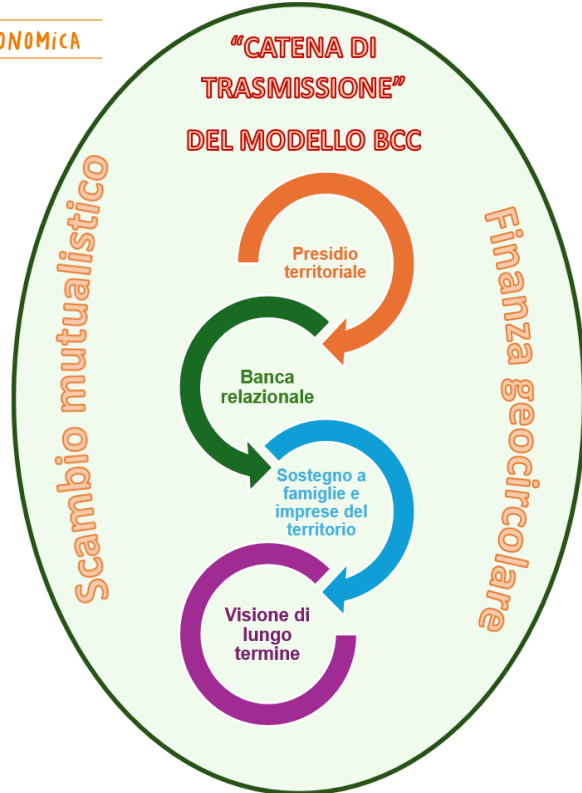 “CATENA DI
TRASMISSIONE”
DEL MODELLO BCC
Scambio mutualistico
Presidio
territoriale
Banca
relazionale
Sostegno a
famiglie e
imprese del
territorio
Visione di
lungo
termine
Finanza geocircolare